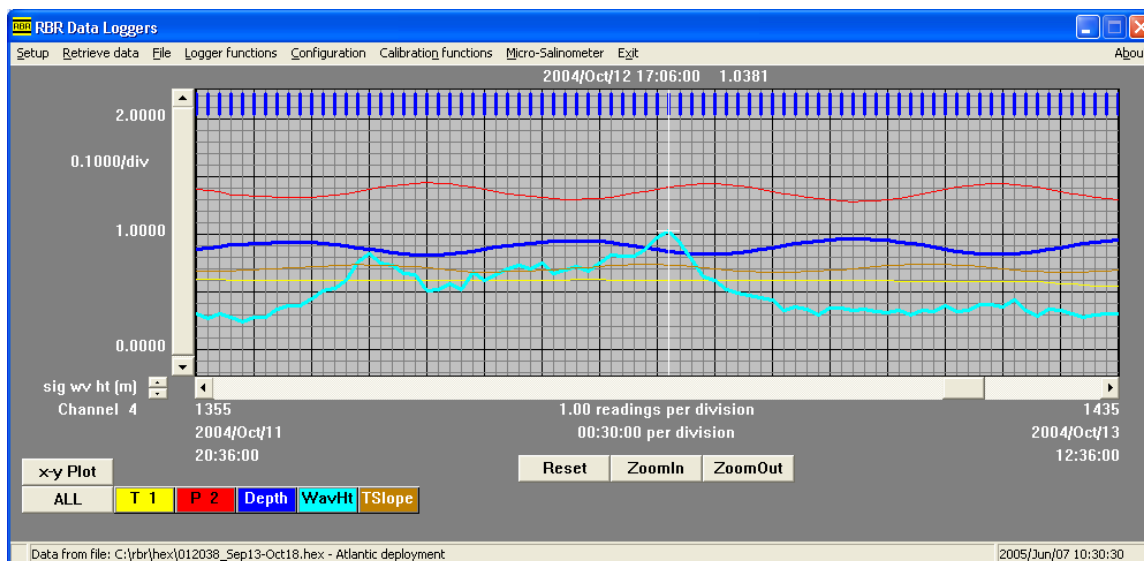 RBR RBR Data Loggers
Setup Retrieve data File Logger functions Configuration Calibration functions Micro-Salinometer Exit Abou
2004/Oct/12 17:06:00 1.0381
2.0000
0.1000/div
1.0000
0.0000
sig wv ht (m)
Channel 4
1355 1.00 readings per division 1435
2004/Oct/11 00:30:00 per division 2004/Oct/13
20:36:00 12:36:00
x-y Plot Reset ZoomIn ZoomOut
ALL T 1 P 2 Depth WavHt TSlope
Data from file: C:\rbr\hex\012038_Sep13-Oct18.hex - Atlantic deployment 2005/Jun/07 10:30:30